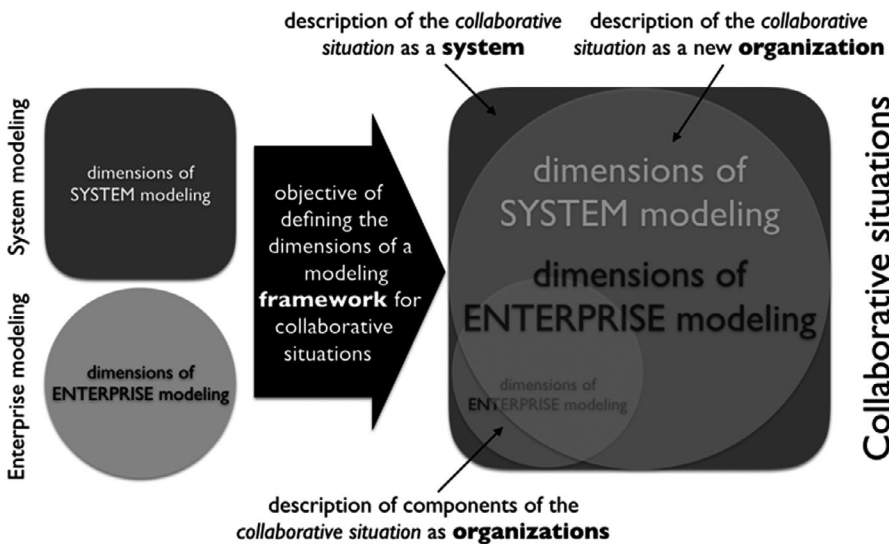 description of the collaborative
situation as a system
description of the collaborative
situation as a new organization
System modeling
dimensions of
SYSTEM modeling
Enterprise modeling
dimensions of
ENTERPRISE modeling
objective of
defining the
dimensions of a
modeling
framework for
collaborative
situations
dimensions of
SYSTEM modeling
dimensions of
ENTERPRISE modeling
dimensions of
ENTERPRISE modeling
Collaborative situations
description of components of the
collaborative situation as organizations